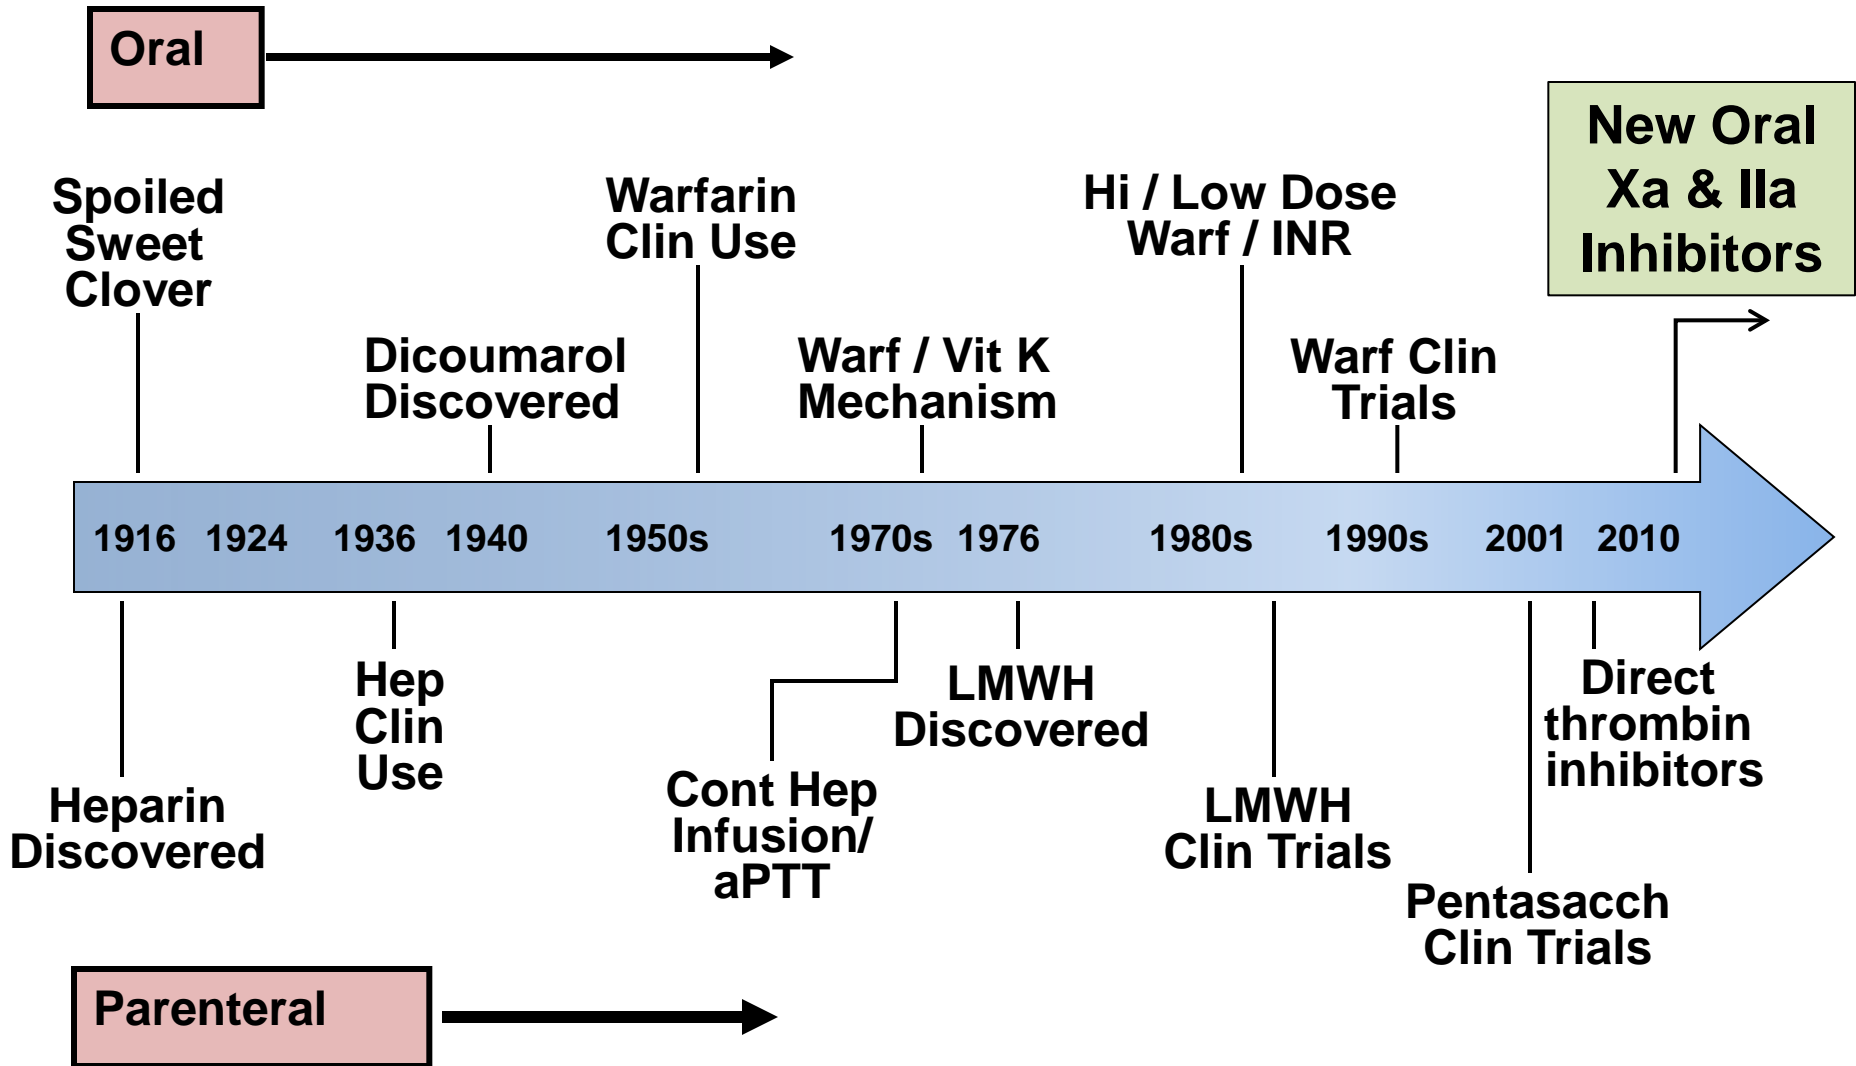 Oral
New Oral
Xa & IIa
Inhibitors
Spoiled
Sweet
Clover
Warfarin
Clin Use
Hi / Low Dose
Warf / INR
Dicoumarol
Discovered
Warf / Vit K
Mechanism
Warf Clin
Trials
1916 1924 1936 1940 1950s 1970s 1976 1980s 1990s 2001 2010
Heparin
Discovered
Hep
Clin
Use
Cont Hep
Infusion/
aPTT
LMWH
Discovered
LMWH
Clin Trials
Pentasacch
Clin Trials
Direct
thrombin
inhibitors
Parenteral